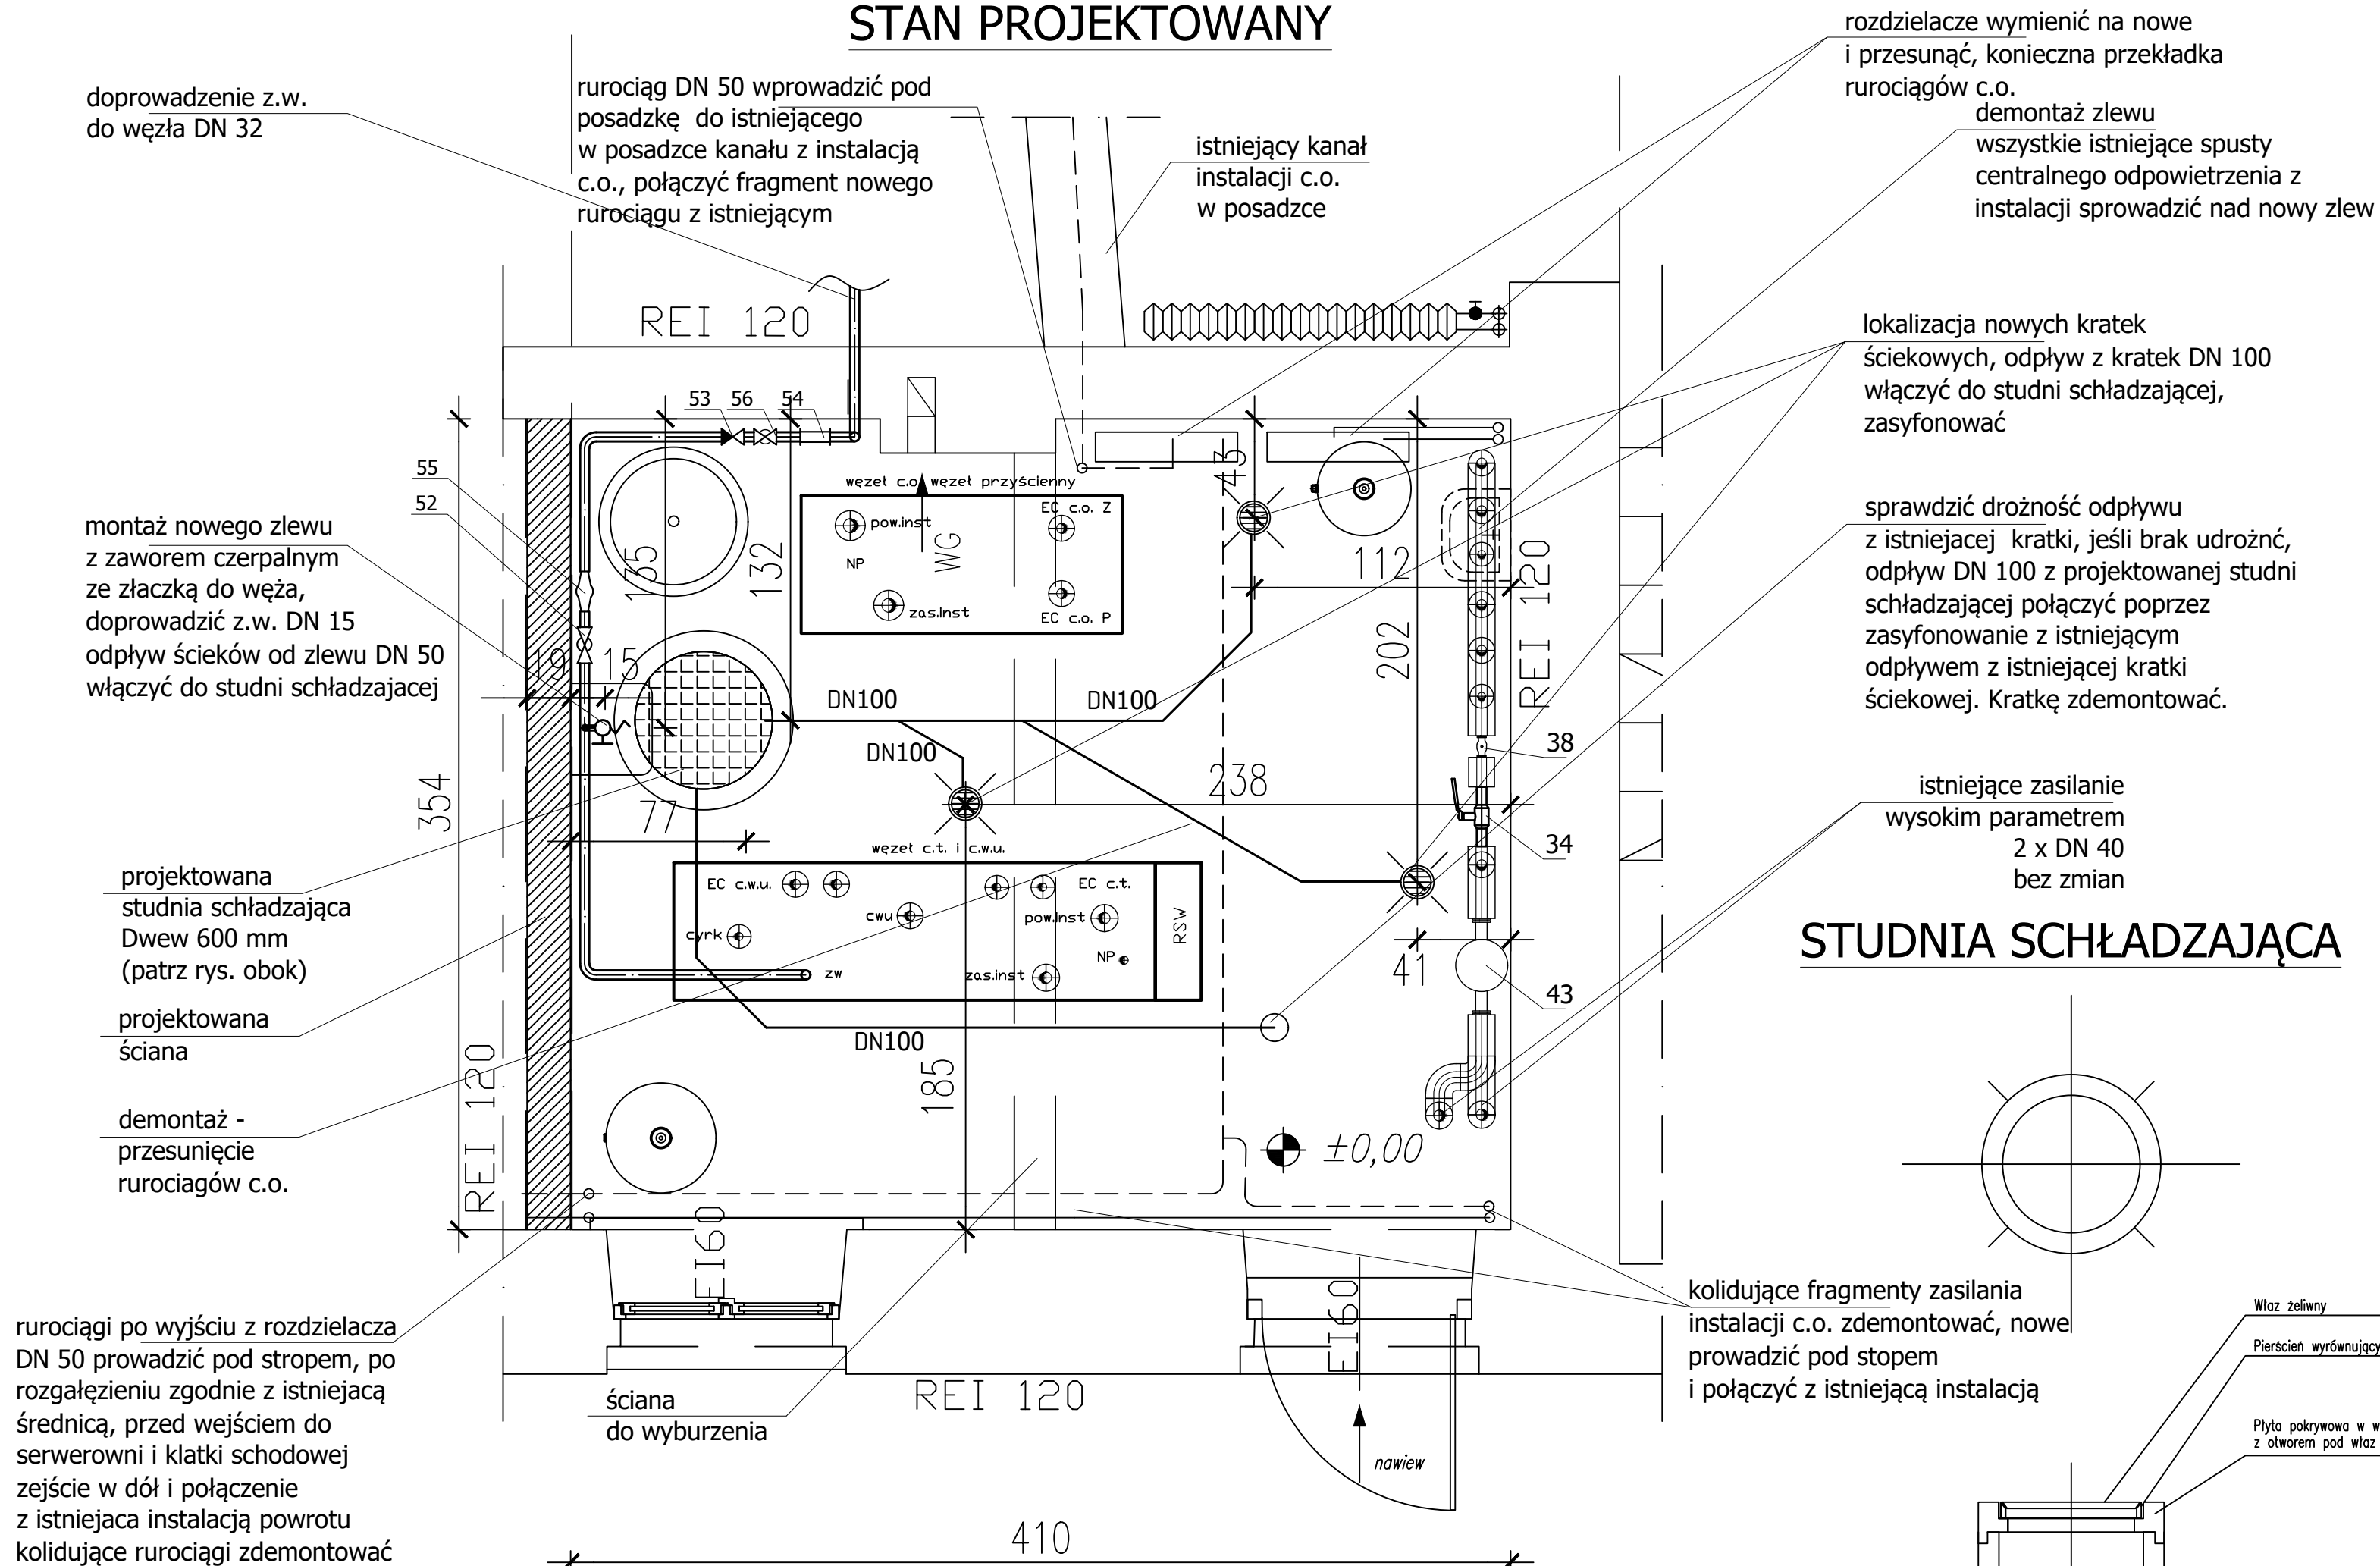 STAN PROJEKTOWANY
doprowadzenie z.w.
do węzła DN 32
rurociąg DN 50 wprowadzić pod
posadzkę do istniejącego
w posadzce kanału z instalacją
c.o., połączyć fragment nowego
rurociągu z istniejącym
istniejący kanał
instalacji c.o.
w posadzce
rozdzielacze wymienić na nowe
i przesunąć, konieczna przekładka
rurociągów c.o.
demontaż zlewu
wszystkie istniejące spusty
centralnego odpowietrzenia z
instalacji sprowadzić nad nowy zlew
lokalizacja nowych kratek
ściekowych, odpływ z kratek DN 100
włączyć do studni schładzającej,
zasyfonować
sprawdzić drożność odpływu
z istniejacej kratki, jeśli brak udrożnć,
odpływ DN 100 z projektowanej studni
schładzającej połączyć poprzez
zasyfonowanie z istniejącym
odpływem z istniejącej kratki
ściekowej. Kratkę zdemontować.
istniejące zasilanie
wysokim parametrem
2 x DN 40
bez zmian
STUDNIA SCHŁADZAJĄCA
REI 120
53
56
54
55
52
montaż nowego zlewu
z zaworem czerpalnym
ze złaczką do węża,
doprowadzić z.w. DN 15
odpływ ścieków od zlewu DN 50
włączyć do studni schładzajacej
węzeł c.o. węzeł przyścienny
pow.inst
NP
zas.inst
WG
EC c.o. Z
EC c.o. P
43
112
135
132
202
REI 120
19
15
DN100
DN100
DN100
238
77
354
38
34
węzeł c.t. i c.w.u.
EC c.w.u.
cwu
cyrk
zw
EC c.t.
pow.inst
NP
zas.inst
RSW
41
43
DN100
185
±0,00
projektowana
studnia schładzająca
Dwew 600 mm
(patrz rys. obok)
projektowana
ściana
REI 120
demontaż -
przesunięcie
rurociagów c.o.
EI60
EI60
REI 120
ściana
do wyburzenia
nawiew
410
rurociągi po wyjściu z rozdzielacza
DN 50 prowadzić pod stropem, po
rozgałęzieniu zgodnie z istniejacą
średnicą, przed wejściem do
serwerowni i klatki schodowej
zejście w dół i połączenie
z istniejaca instalacją powrotu
kolidujące rurociągi zdemontować
kolidujące fragmenty zasilania
instalacji c.o. zdemontować, nowe
prowadzić pod stopem
i połączyć z istniejącą instalacją
Właz żeliwny
Pierścień wyrównujący
Płyta pokrywowa w w
z otworem pod właz